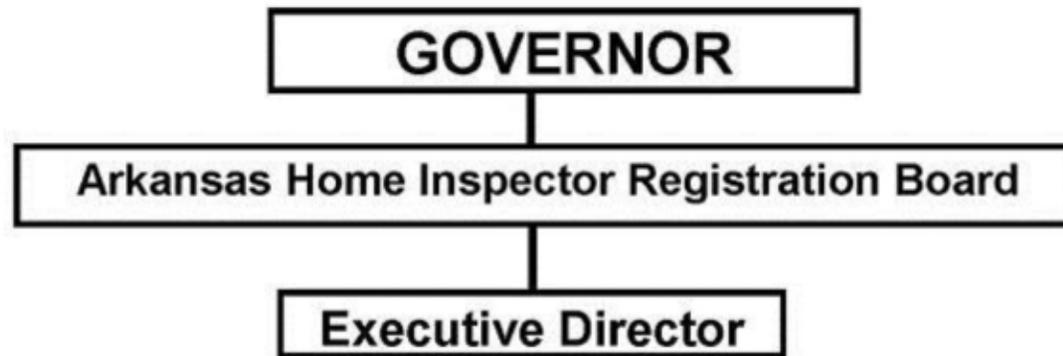 GOVERNOR
Arkansas Home Inspector Registration Board
Executive Director